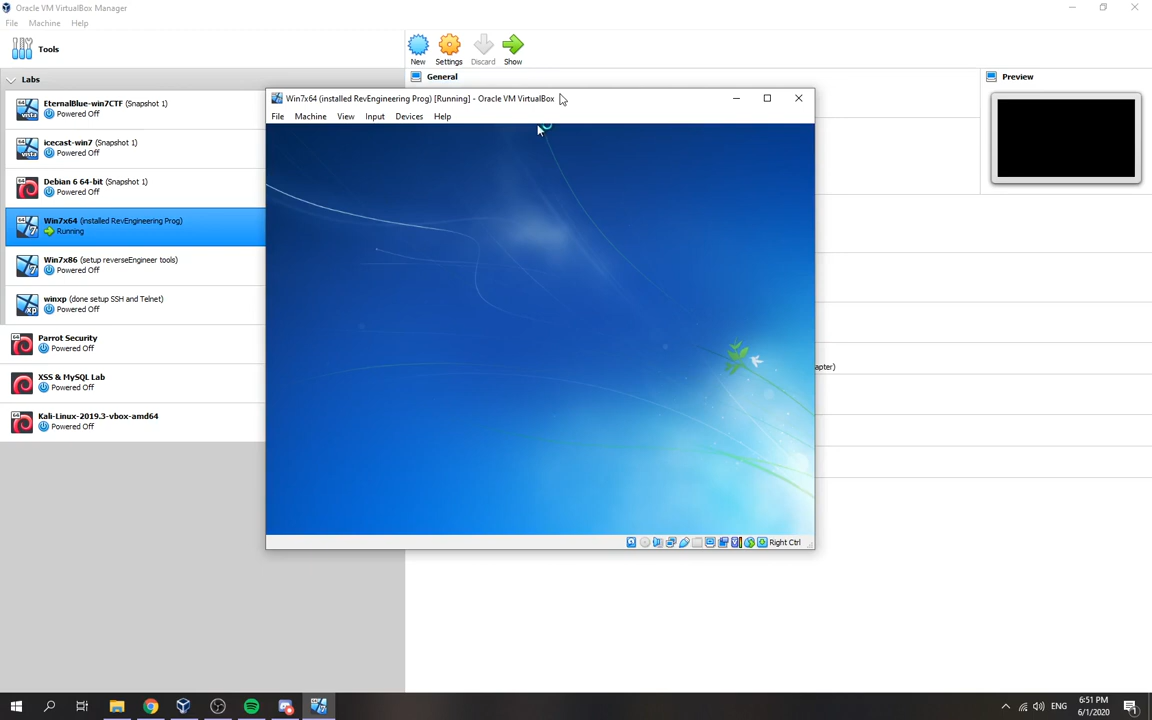 Oracle VM VirtualBox Manager
File Machine Help
Tools
New Settings Discard Show
Labs
General
Preview
EternalBlue-win7CTF (Snapshot 1)
Powered Off
icecast-win7 (Snapshot 1)
Powered Off
Debian 6 64-bit (Snapshot 1)
Powered Off
Win7x64 (installed RevEngineering Prog)
Running
Win7x86 (setup reverseEngineer tools)
Powered Off
winxp (done setup SSH and Telnet)
Powered Off
Parrot Security
Powered Off
XSS & MySQL Lab
Powered Off
Kali-Linux-2019.3-vbox-amd64
Powered Off
Win7x64 (installed RevEngineering Prog) [Running] - Oracle VM VirtualBox
File Machine View Input Devices Help
apter)
Right Ctrl
ENG
6:51 PM
6/1/2020